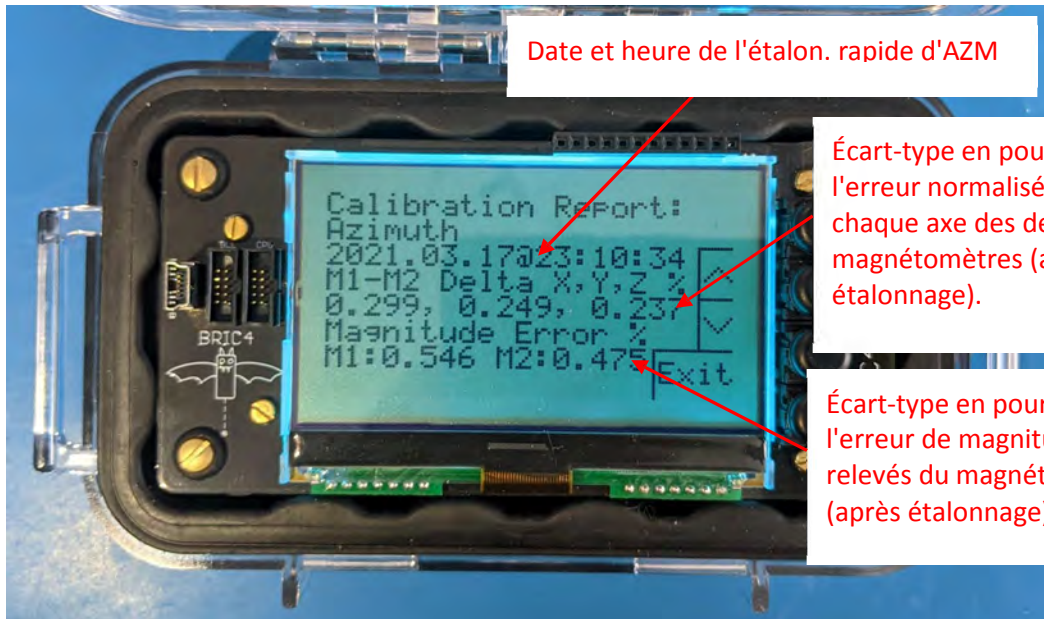 Date et heure de l'étalon. rapide d'AZM
Écart-type en pour
l'erreur normalisé
chaque axe des de
magnétomètres (a
étalonnage).
Écart-type en pour
l'erreur de magnitu
relevés du magnét
(après étalonnage)
Calibration Report:
Azimuth
2021.03.17@23:10:34
M1-M2 Delta X,Y,Z %
0.299, 0.249, 0.237
Magnitude Error %
M1:0.546 M2:0.475
Exit
BRIC4